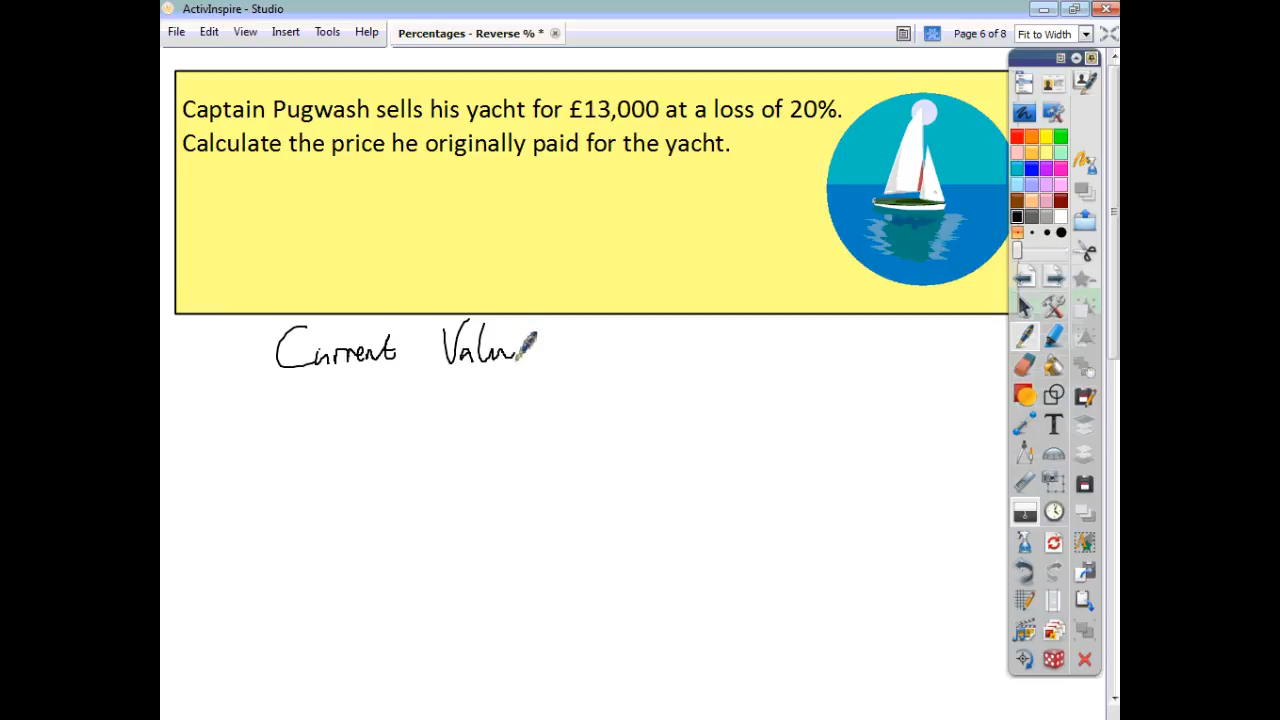 ActivInspire - Studio
File Edit View Insert Tools Help
Percentages - Reverse % *
Page 6 of 8
Fit to Width
Captain Pugwash sells his yacht for £13,000 at a loss of 20%.
Calculate the price he originally paid for the yacht.
Current Valu